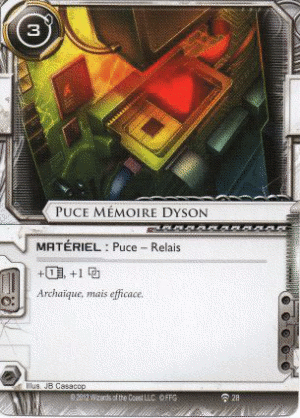 3
PUCE MÉMOIRE DYSON
MATÉRIEL : Puce – Relais
+1, +1
Archaïque, mais efficace.
Illus. JB Casacop
© 2012 Wizards of the Coast LLC. © FFG 28